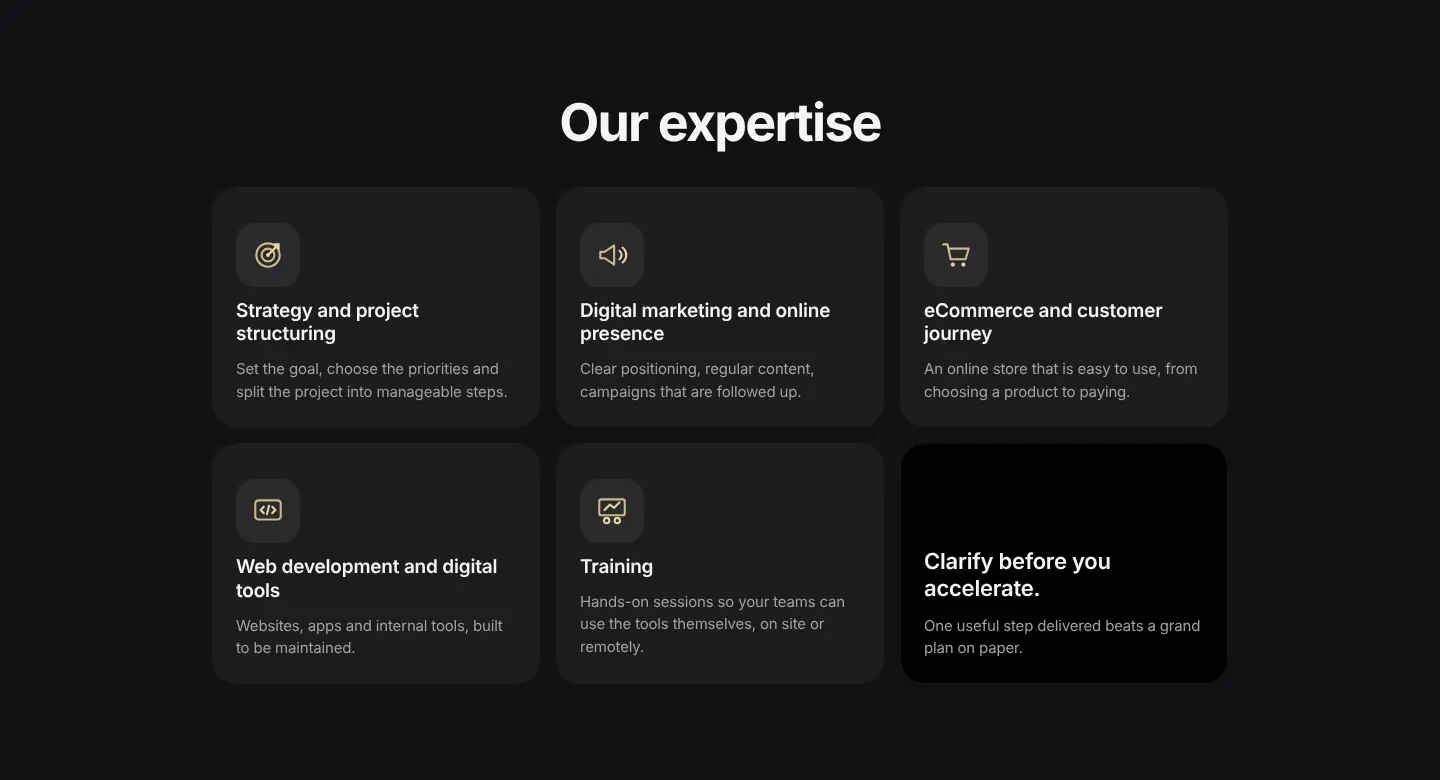 Our expertise
Strategy and project
structuring
Set the goal, choose the priorities and
split the project into manageable steps.
Digital marketing and online
presence
Clear positioning, regular content,
campaigns that are followed up.
eCommerce and customer
journey
An online store that is easy to use, from
choosing a product to paying.
Web development and digital
tools
Websites, apps and internal tools, built
to be maintained.
Training
Hands-on sessions so your teams can
use the tools themselves, on site or
remotely.
Clarify before you
accelerate.
One useful step delivered beats a grand
plan on paper.